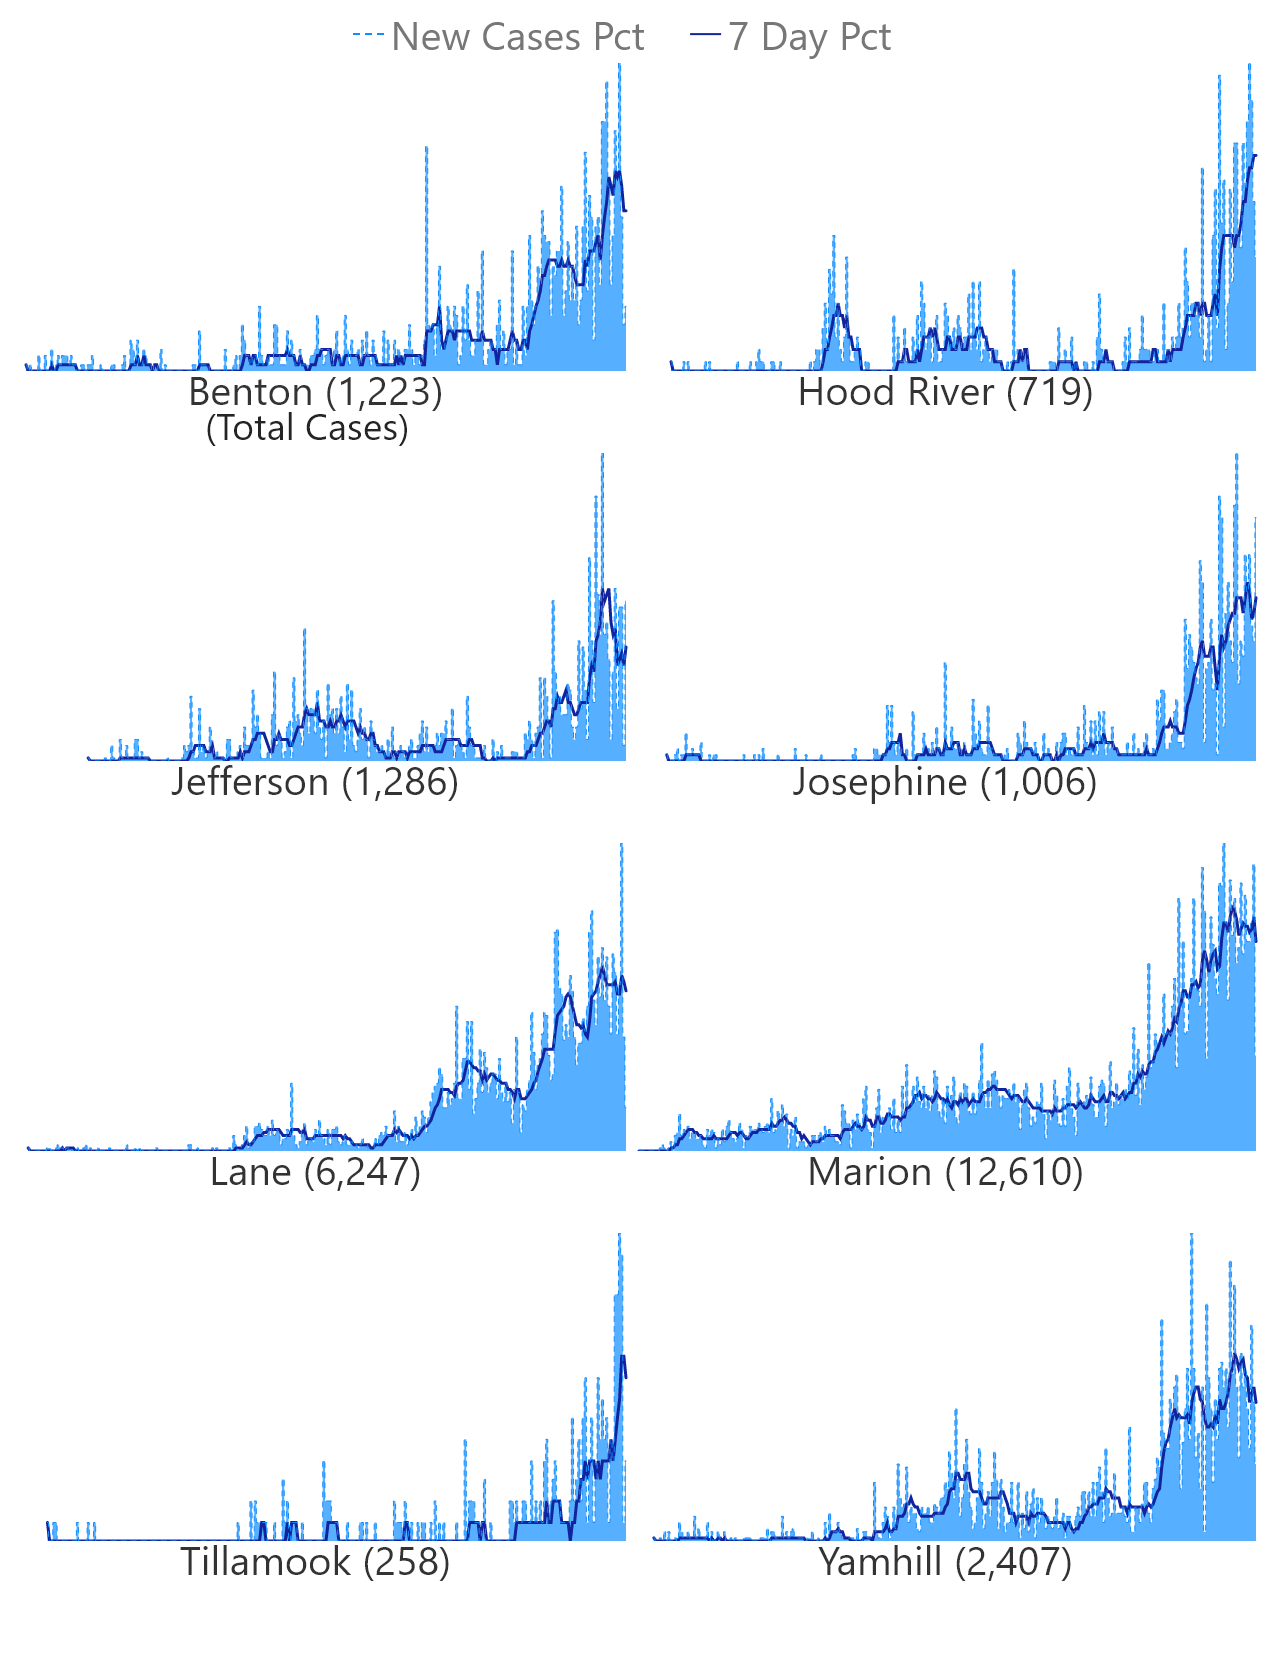 New Cases Pct 7 Day Pct
Benton (1,223)
(Total Cases)
Hood River (719)
Jefferson (1,286)
Josephine (1,006)
Lane (6,247)
Marion (12,610)
Tillamook (258)
Yamhill (2,407)